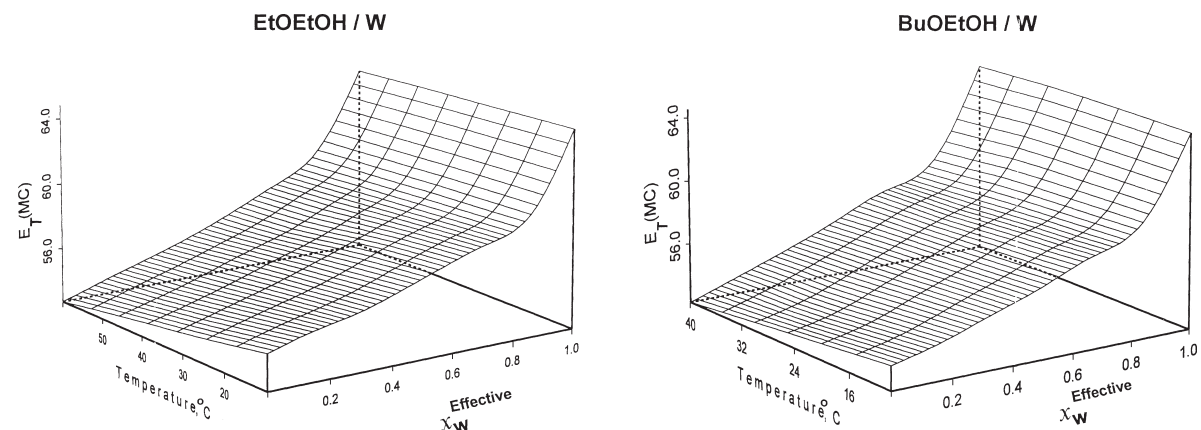 EtOEtOH / W
64.0
60.0
56.0
E_T(MC)
50
40
30
20
Temperature,°C
0.2
0.4
0.6
0.8
1.0
Effective
x_W
BuOEtOH / W
64.0
60.0
56.0
E_T(MC)
40
32
24
16
Temperature,°C
0.2
0.4
0.6
0.8
1.0
Effective
x_W